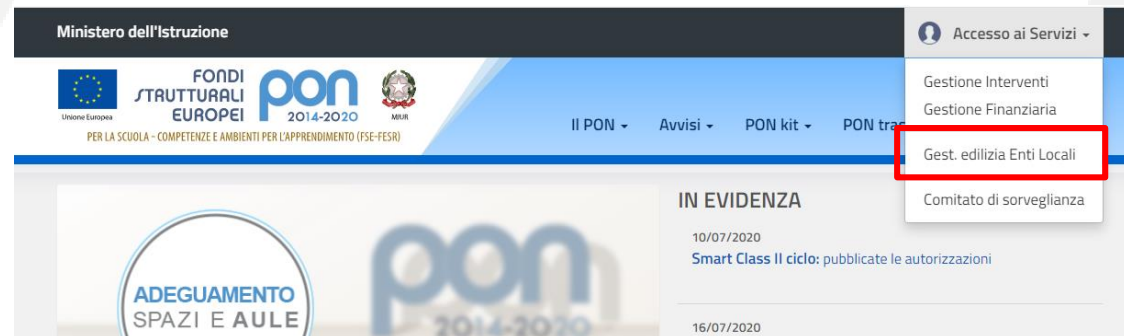 Ministero dell'Istruzione
Accesso ai Servizi
Unione Europea
FONDI
STRUTTURALI
EUROPEI
pon
2014-2020
MIUR
PER LA SCUOLA - COMPETENZE E AMBIENTI PER L'APPRENDIMENTO (FSE-FESR)
Il PON
Avvisi
PON kit
PON tras
Gestione Interventi
Gestione Finanziaria
Gest. edilizia Enti Locali
Comitato di sorveglianza
ADEGUAMENTO
SPAZI E AULE
pon
2014-2020
IN EVIDENZA
10/07/2020
Smart Class II ciclo: pubblicate le autorizzazioni
16/07/2020